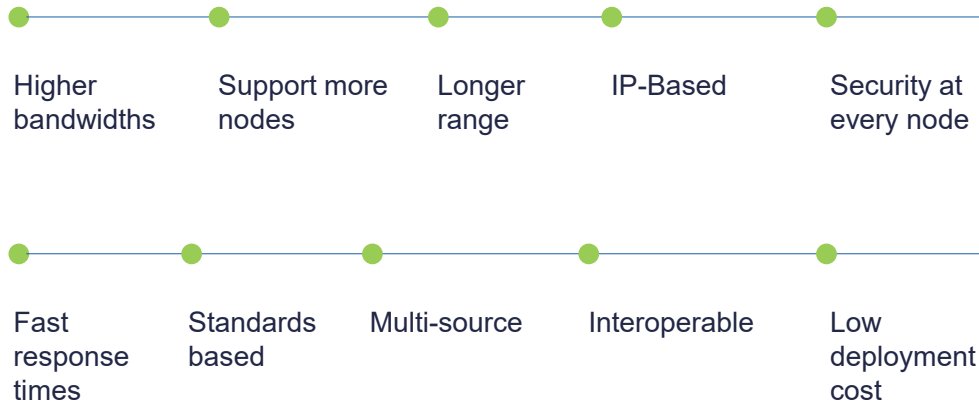 Higher
bandwidths
Support more
nodes
Longer
range
IP-Based
Security at
every node
Fast
response
times
Standards
based
Multi-source
Interoperable
Low
deployment
cost